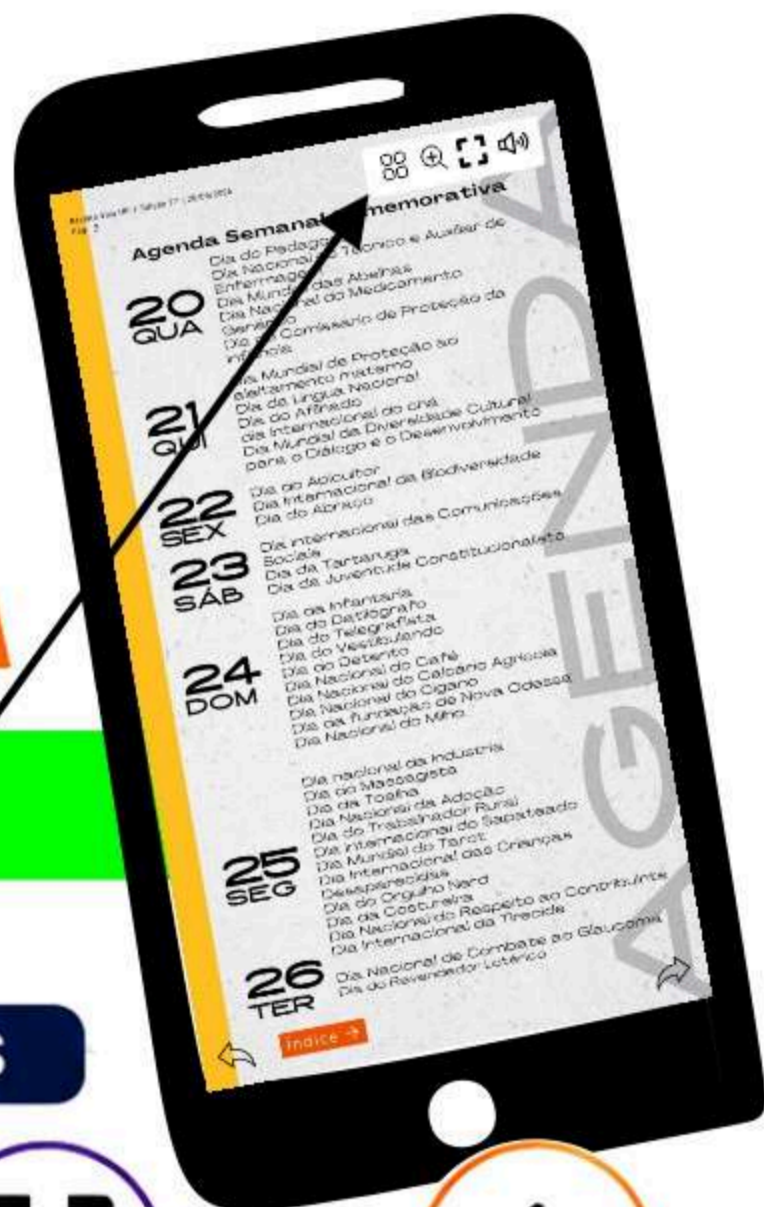 Pág. 2
Agenda Semanal memorativa
20
QUA
Dia do Pedagog
Dia Nacional Técnico e Auxiliar de
Enfermagem
Dia Mundial das Abelhas
Dia Nacional do Medicamento
Genérico
Dia Comissário de Proteção da
Infância
21
QUI
Dia Mundial de Proteção ao
aleitamento materno
Dia da Língua Nacional
Dia do Afilhado
dia Internacional do chá
Dia Mundial da Diversidade Cultural
para o Diálogo e o Desenvolvimento
22
SEX
Dia do Apicultor
Dia Internacional da Biodiversidade
Dia do Abraço
23
SÁB
Dia internacional das Comunicações
Sociais
Dia da Tartaruga
Dia da Juventude Constitucionalista
24
DOM
Dia da Infantaria
Dia do Datilógrafo
Dia do Telegrafista
Dia do Vestibulando
Dia do Detento
Dia Nacional do Café
Dia Nacional do Calcário Agrícola
Dia Nacional do Cigano
Dia da fundação de Nova Odessa
Dia Nacional do Milho
25
SEG
Dia nacional da Indústria
Dia do Massagista
Dia da Toalha
Dia Nacional da Adoção
Dia do Trabalhador Rural
Dia internacional do Sapateado
Dia Mundial do Tarot
Dia Internacional das Crianças
Desaparecidas
Dia do Orgulho Nerd
Dia da Costureira
Dia Nacional do Respeito ao Contribuinte
Dia Internacional da Tireoide
26
TER
Dia Nacional de Combate ao Glaucoma
Dia do Revendedor Lotérico
AGENDA
índice →
S